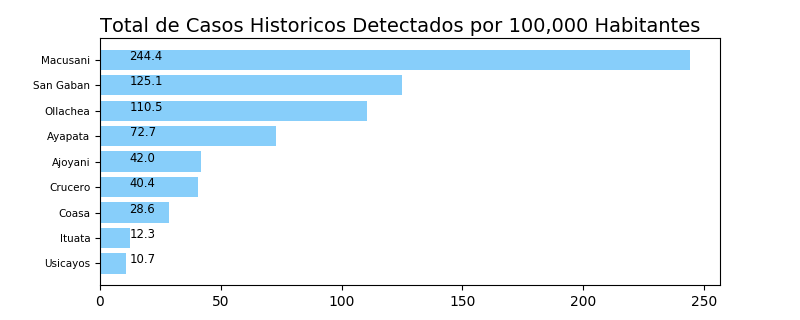 Total de Casos Historicos Detectados por 100,000 Habitantes
Macusani 244.4
San Gaban 125.1
Ollachea 110.5
Ayapata 72.7
Ajoyani 42.0
Crucero 40.4
Coasa 28.6
Ituata 12.3
Usicayos 10.7
0 50 100 150 200 250